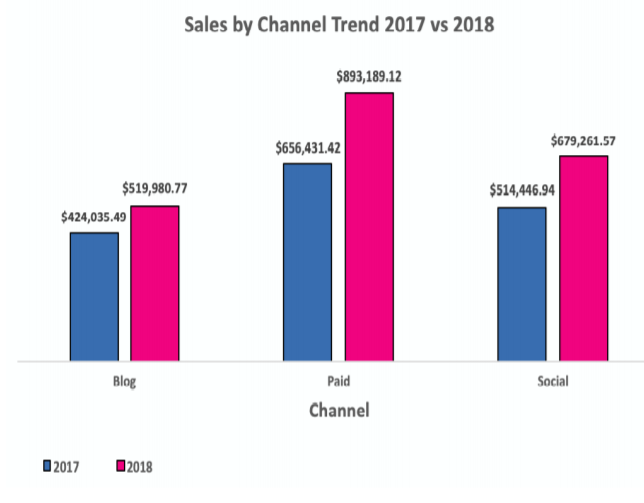 Sales by Channel Trend 2017 vs 2018
$893,189.12
$656,431.42
$679,261.57
$519,980.77
$514,446.94
$424,035.49
Blog Paid Social
Channel
2017 2018